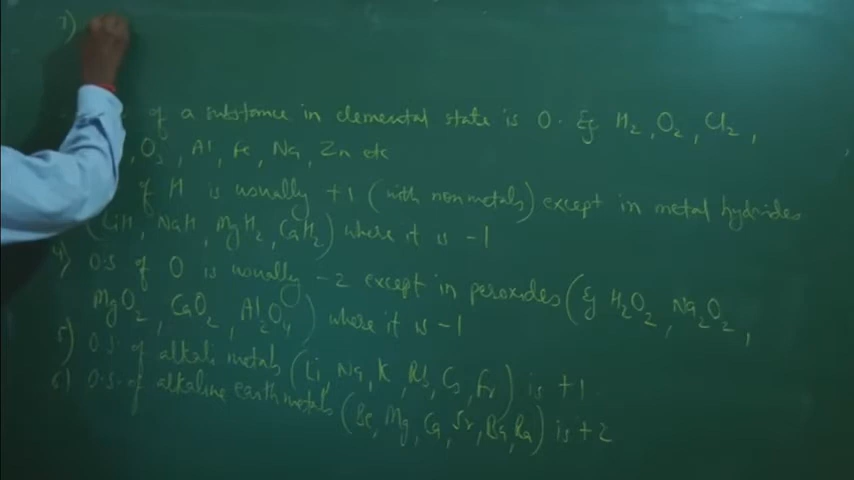 7)
of a substance in elemental state is 0. Eg H₂, O₂, Cl₂,
, O₃, Al, Fe, Na, Zn etc
of H is usually +1 (with nonmetals) except in metal hydrides
(LiH, NaH, MgH₂, CaH₂) where it is -1
4) O.S of O is usually -2 except in peroxides (Eg H₂O₂, Na₂O₂,
MgO₂, CaO₂, Al₂O₄) where it is -1
5) O.S. of alkali metals (Li, Na, K, Rb, Cs, Fr) is +1
6) O.S. of alkaline earth metals (Be, Mg, Ca, Sr, Ba, Ra) is +2